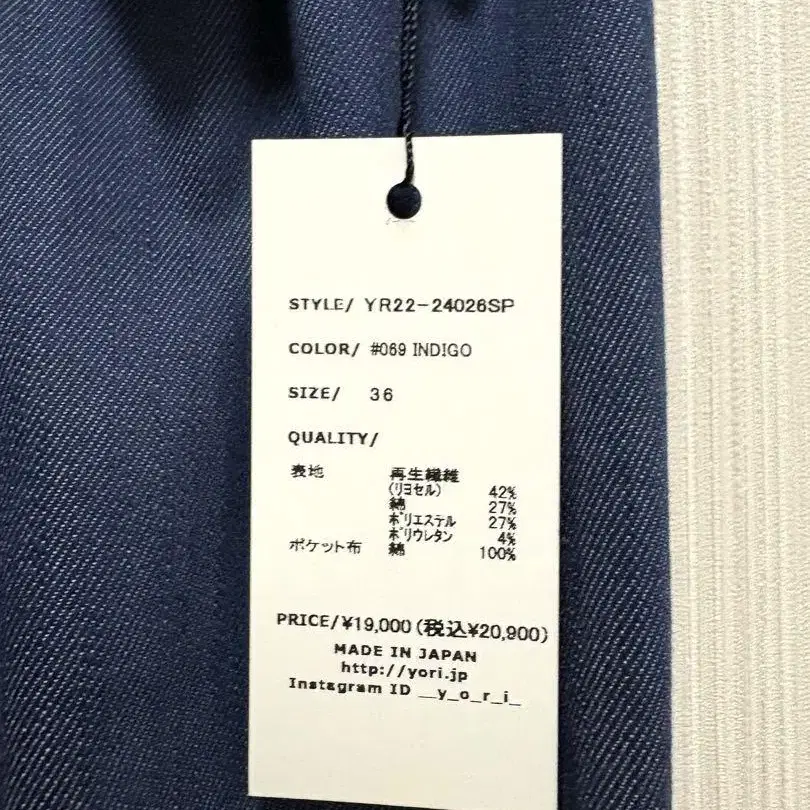 STYLE/ YR22-24026SP
COLOR/ #069 INDIGO
SIZE/ 36
QUALITY/
表地 再生繊維
(リヨセル) 42%
綿 27%
ポリエステル 27%
ポリウレタン 4%
ポケット布 綿 100%
PRICE/¥19,000(税込¥20,900)
MADE IN JAPAN
http://yori.jp
Instagram ID __y_o_r_i_